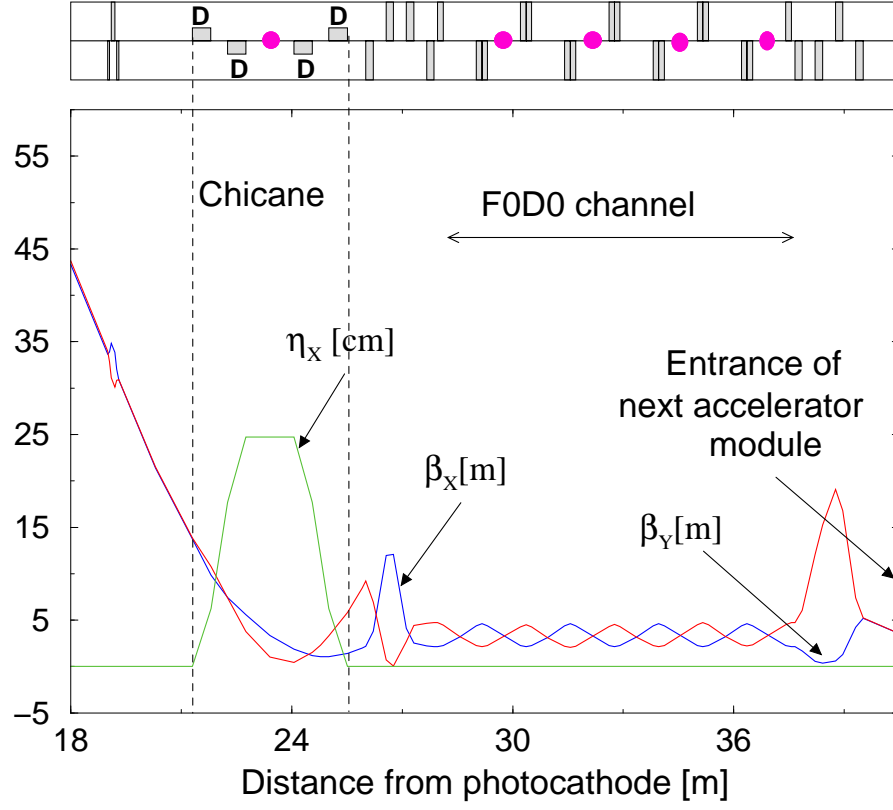 D
D
D
D
55
45
35
25
15
5
–5
Chicane
F0D0 channel
η_X [cm]
Entrance of
next accelerator
module
β_X[m]
β_Y[m]
18
24
30
36
Distance from photocathode [m]